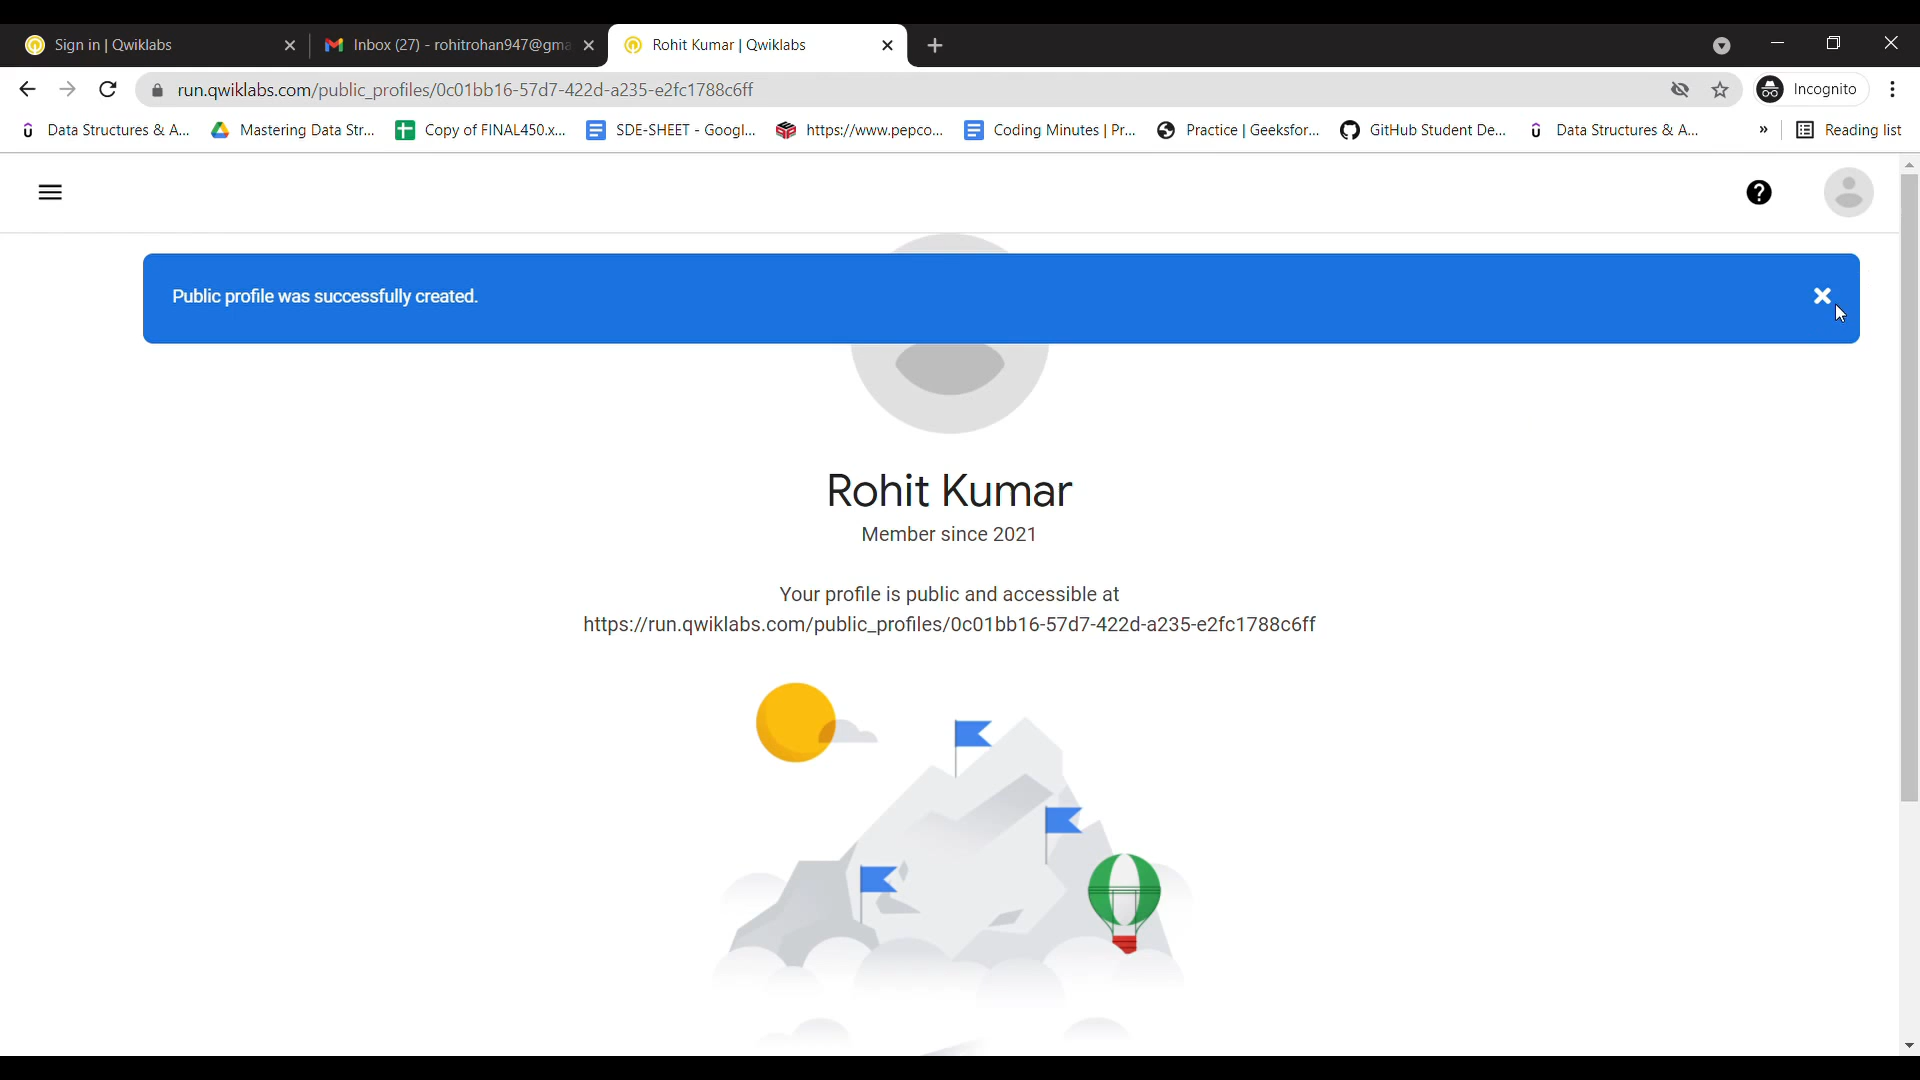 Sign in | Qwiklabs
Inbox (27) - rohitrohan947@gma
Rohit Kumar | Qwiklabs
run.qwiklabs.com/public_profiles/0c01bb16-57d7-422d-a235-e2fc1788c6ff
Incognito
Data Structures & A...
Mastering Data Str...
Copy of FINAL450.x...
SDE-SHEET - Googl...
https://www.pepco...
Coding Minutes | Pr...
Practice | Geeksfor...
GitHub Student De...
Data Structures & A...
»
Reading list
Public profile was successfully created.
Rohit Kumar
Member since 2021
Your profile is public and accessible at
https://run.qwiklabs.com/public_profiles/0c01bb16-57d7-422d-a235-e2fc1788c6ff